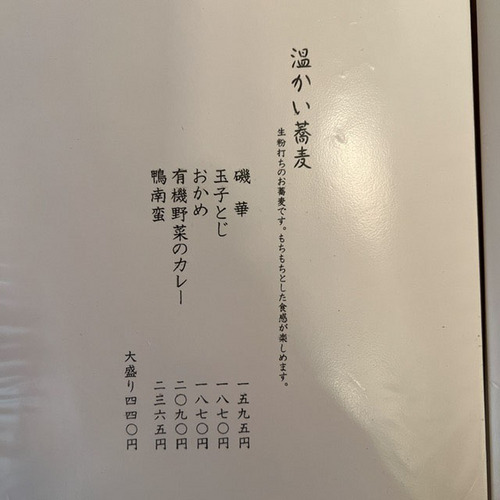 温かい蕎麦
生粉打ちのお蕎麦です。もちもちとした食感が楽しめます。
磯華 一五九五円
玉子とじ 一八七〇円
おかめ 一八七〇円
有機野菜のカレー 二〇九〇円
鴨南蛮 二三六五円
大盛り四四〇円